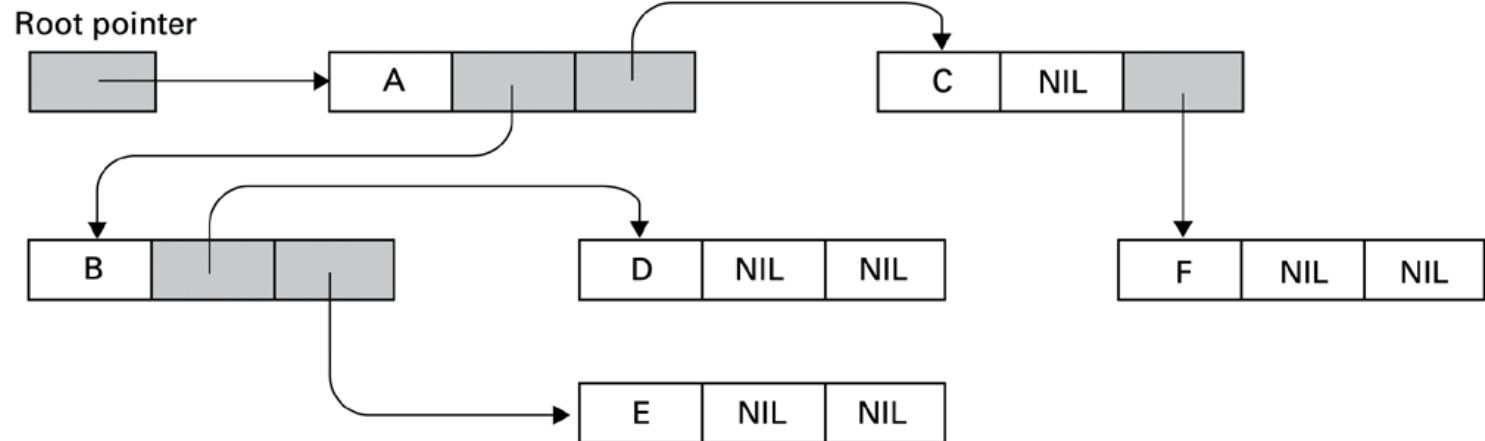 Root pointer
A
C NIL
B
D NIL NIL
F NIL NIL
E NIL NIL